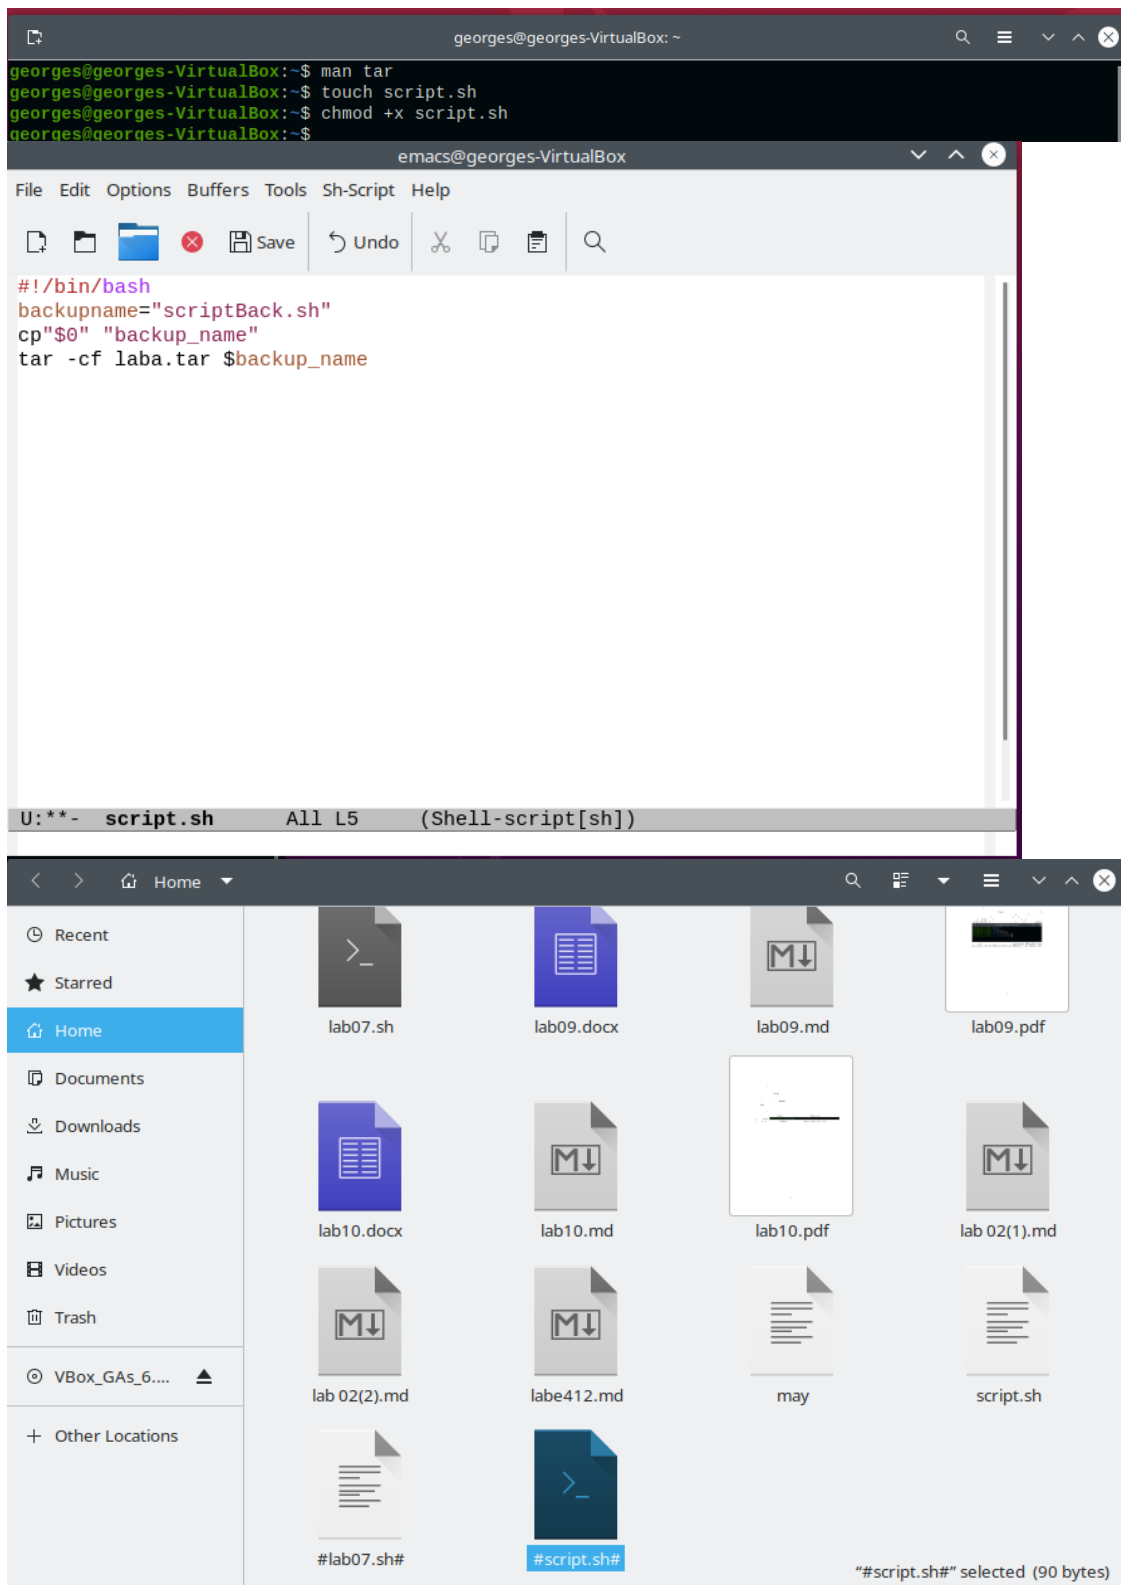 georges@georges-VirtualBox: ~
georges@georges-VirtualBox:~$ man tar
georges@georges-VirtualBox:~$ touch script.sh
georges@georges-VirtualBox:~$ chmod +x script.sh
georges@georges-VirtualBox:~$
emacs@georges-VirtualBox
File Edit Options Buffers Tools Sh-Script Help
Save Undo
#!/bin/bash
backupname="scriptBack.sh"
cp"$0" "backup_name"
tar -cf laba.tar $backup_name
U:**- script.sh All L5 (Shell-script[sh])
Home
Recent
Starred
Home
Documents
Downloads
Music
Pictures
Videos
Trash
VBox_GAs_6....
Other Locations
lab07.sh lab09.docx lab09.md lab09.pdf
lab10.docx lab10.md lab10.pdf lab 02(1).md
lab 02(2).md labe412.md may script.sh
#lab07.sh# #script.sh#
"#script.sh#" selected (90 bytes)